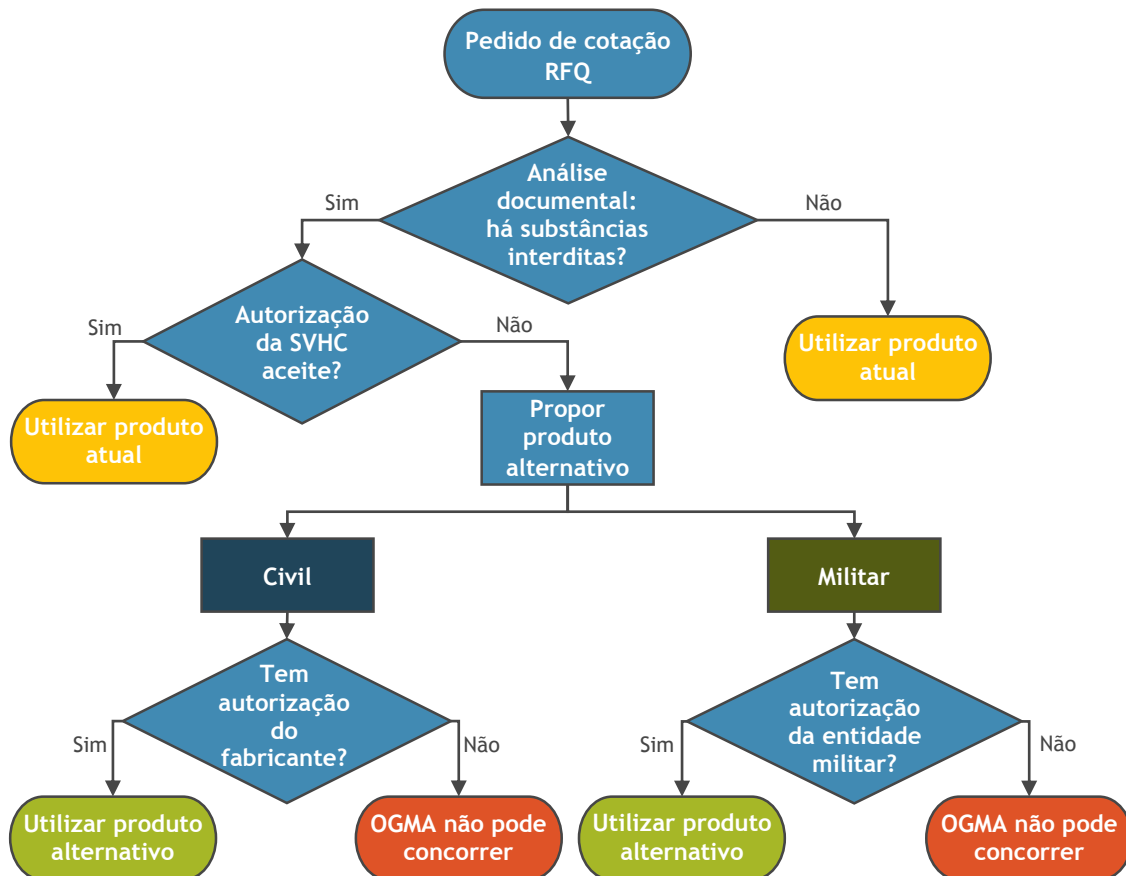 Pedido de cotação
RFQ
Análise
documental:
há substâncias
interditas?
Sim
Não
Autorização
da SVHC
aceite?
Sim
Não
Utilizar produto
atual
Utilizar produto
atual
Propor
produto
alternativo
Civil
Militar
Tem
autorização
do
fabricante?
Sim
Não
Tem
autorização
da entidade
militar?
Sim
Não
Utilizar produto
alternativo
OGMA não pode
concorrer
Utilizar produto
alternativo
OGMA não pode
concorrer